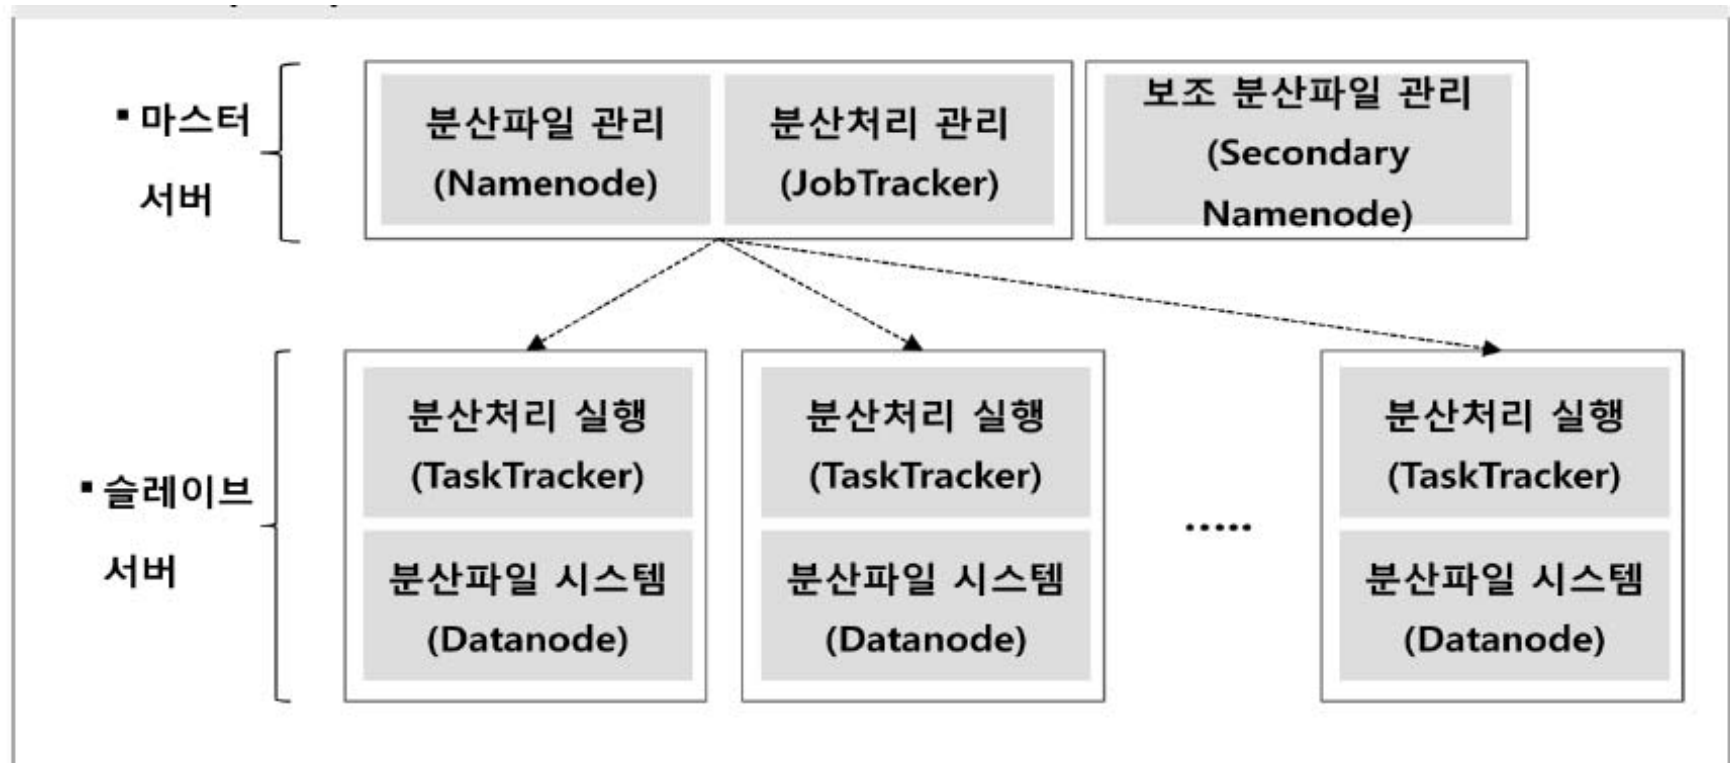 ▪ 마스터
서버
분산파일 관리
(Namenode)
분산처리 관리
(JobTracker)
보조 분산파일 관리
(Secondary
Namenode)
▪ 슬레이브
서버
분산처리 실행
(TaskTracker)
분산파일 시스템
(Datanode)
분산처리 실행
(TaskTracker)
분산파일 시스템
(Datanode)
.....
분산처리 실행
(TaskTracker)
분산파일 시스템
(Datanode)